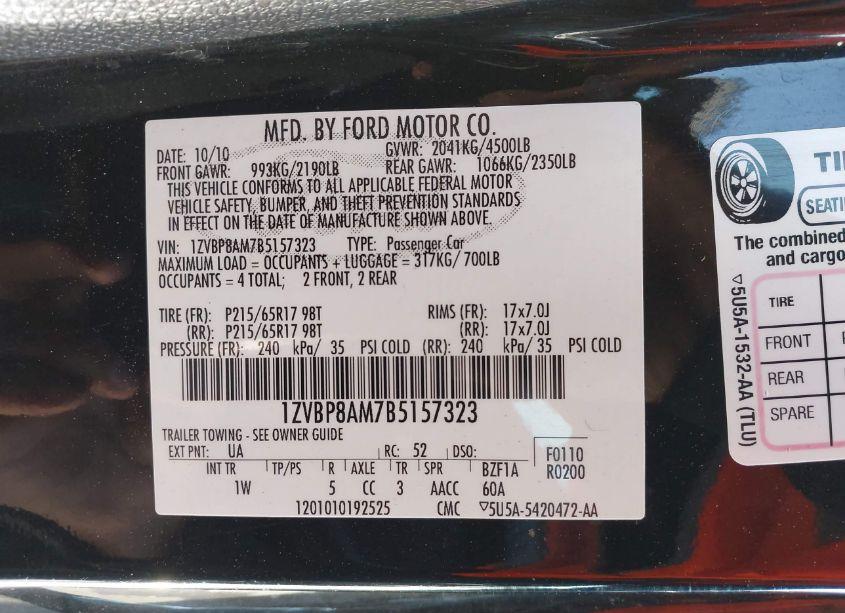 MFD. BY FORD MOTOR CO.
DATE: 10/10 GVWR: 2041KG/4500LB
FRONT GAWR: 993KG/2190LB REAR GAWR: 1066KG/2350LB
THIS VEHICLE CONFORMS TO ALL APPLICABLE FEDERAL MOTOR
VEHICLE SAFETY, BUMPER, AND THEFT PREVENTION STANDARDS
IN EFFECT ON THE DATE OF MANUFACTURE SHOWN ABOVE.
VIN: 1ZVBP8AM7B5157323 TYPE: Passenger Car
MAXIMUM LOAD = OCCUPANTS + LUGGAGE = 317KG/700LB
OCCUPANTS = 4 TOTAL; 2 FRONT, 2 REAR
TIRE (FR): P215/65R17 98T RIMS (FR): 17x7.0J
(RR): P215/65R17 98T (RR): 17x7.0J
PRESSURE (FR): 240 kPa/ 35 PSI COLD (RR): 240 kPa/ 35 PSI COLD
1ZVBP8AM7B5157323
TRAILER TOWING - SEE OWNER GUIDE
EXT PNT: UA RC: 52 DSO: F0110
INT TR TP/PS R AXLE TR SPR BZF1A R0200
1W 5 CC 3 AACC 60A
1201010192525 CMC ▽5U5A-5420472-AA
TI
SEATI
The combined
and cargo
TIRE
FRONT
REAR
SPARE
▽5U5A-1532-AA (TLU)